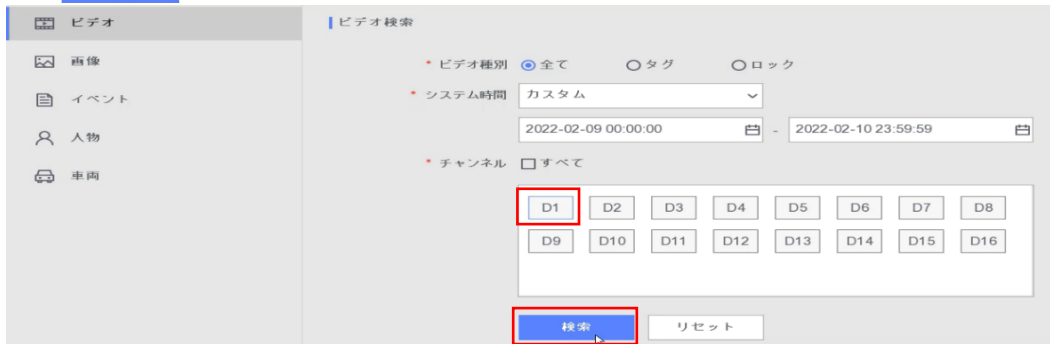 ビデオ
画像
イベント
人物
車両
ビデオ検索
* ビデオ種別 全て タグ ロック
* システム時間 カスタム
2022-02-09 00:00:00 - 2022-02-10 23:59:59
* チャンネル すべて
D1 D2 D3 D4 D5 D6 D7 D8
D9 D10 D11 D12 D13 D14 D15 D16
検索 リセット